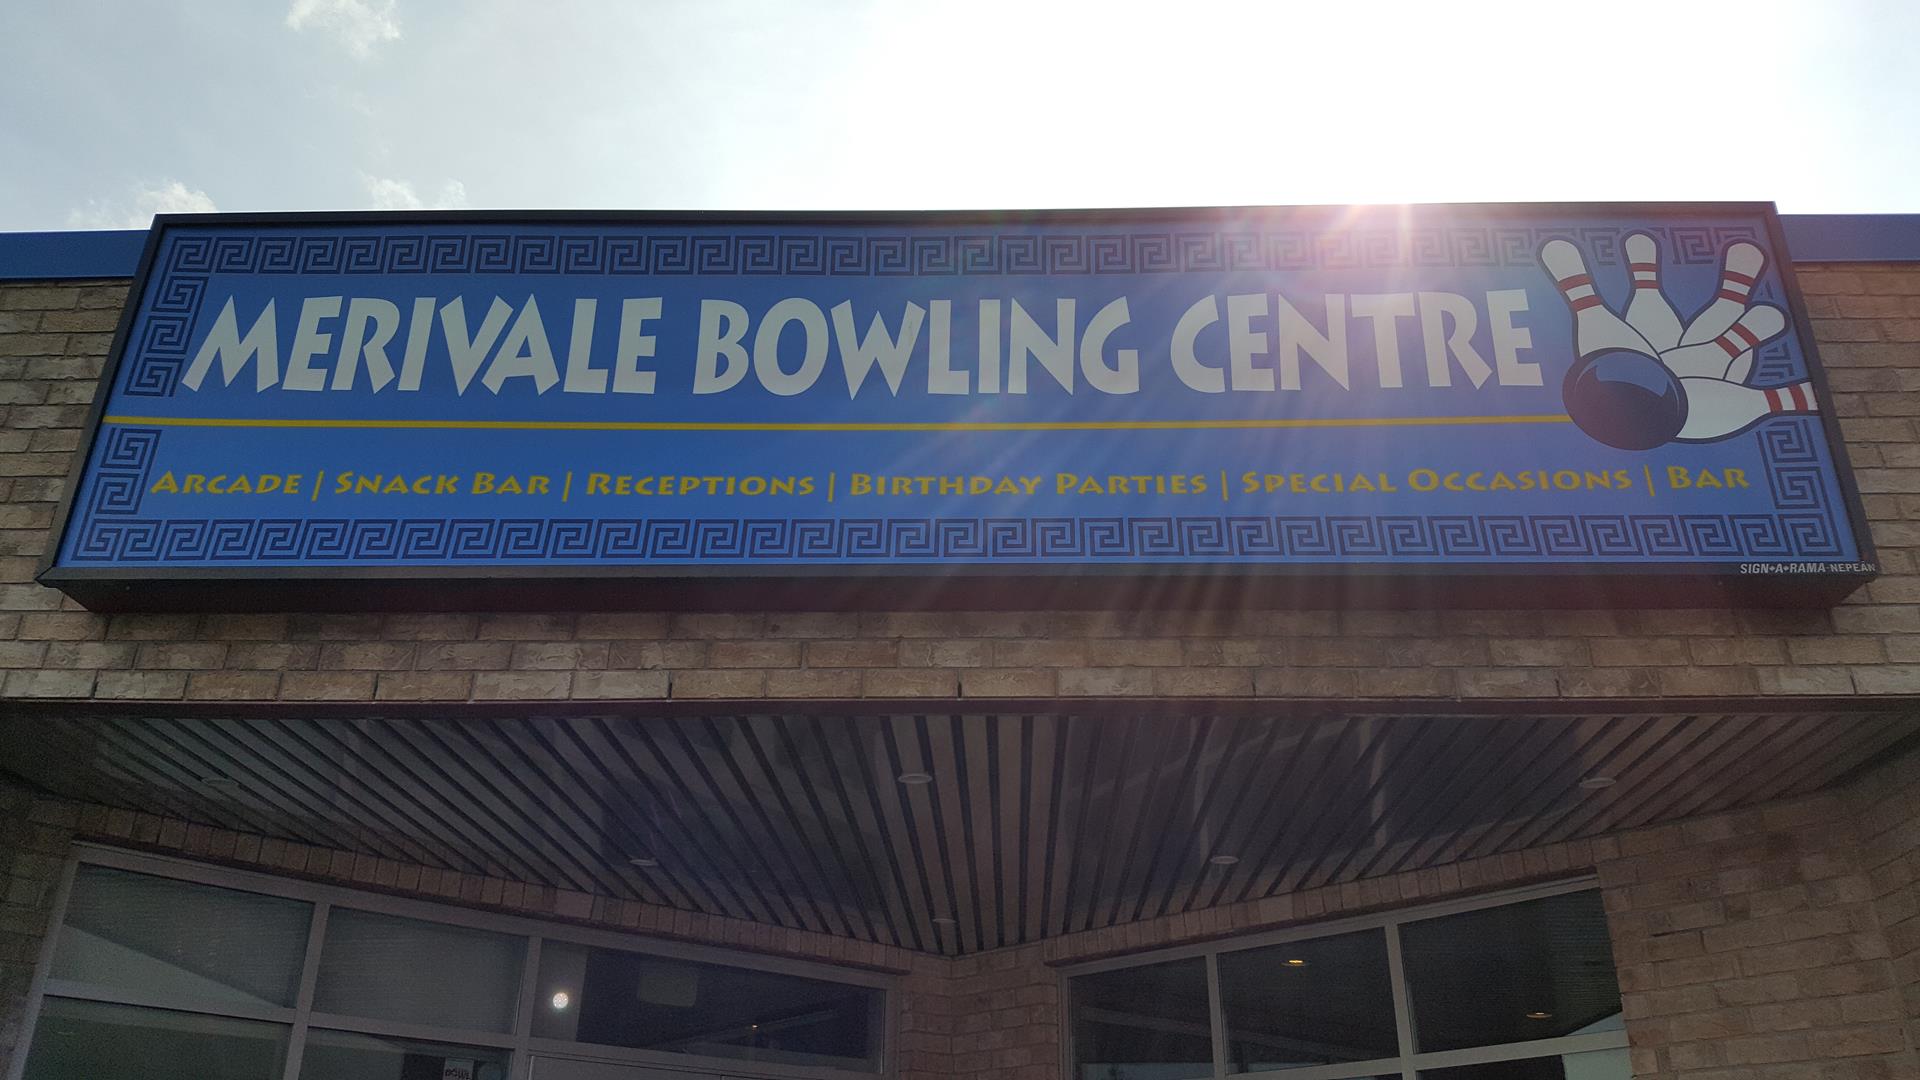 MERIVALE BOWLING CENTRE
ARCADE | SNACK BAR | RECEPTIONS | BIRTHDAY PARTIES | SPECIAL OCCASIONS | BAR
SIGN★A★RAMA-NEPEAN